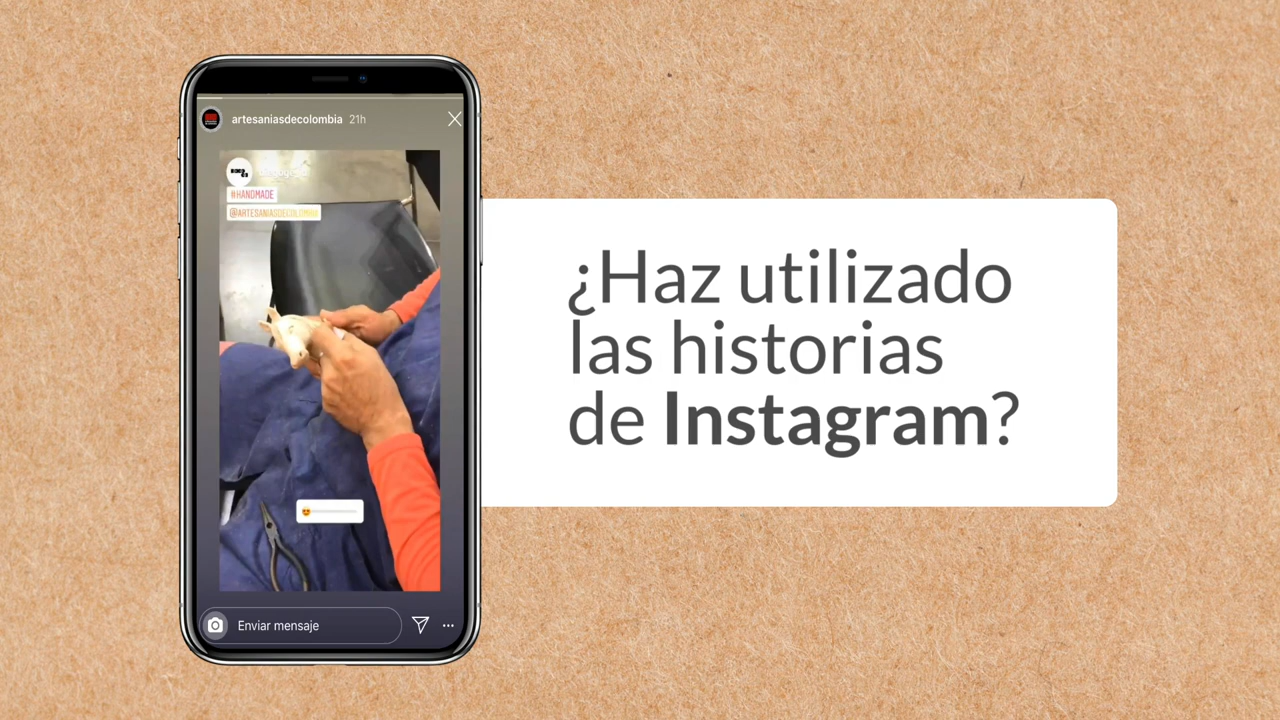 artesaniasdecolombia 21h
#HANDMADE
@ARTESANIASDECOLOMBIA
Enviar mensaje
¿Haz utilizado
las historias
de Instagram?